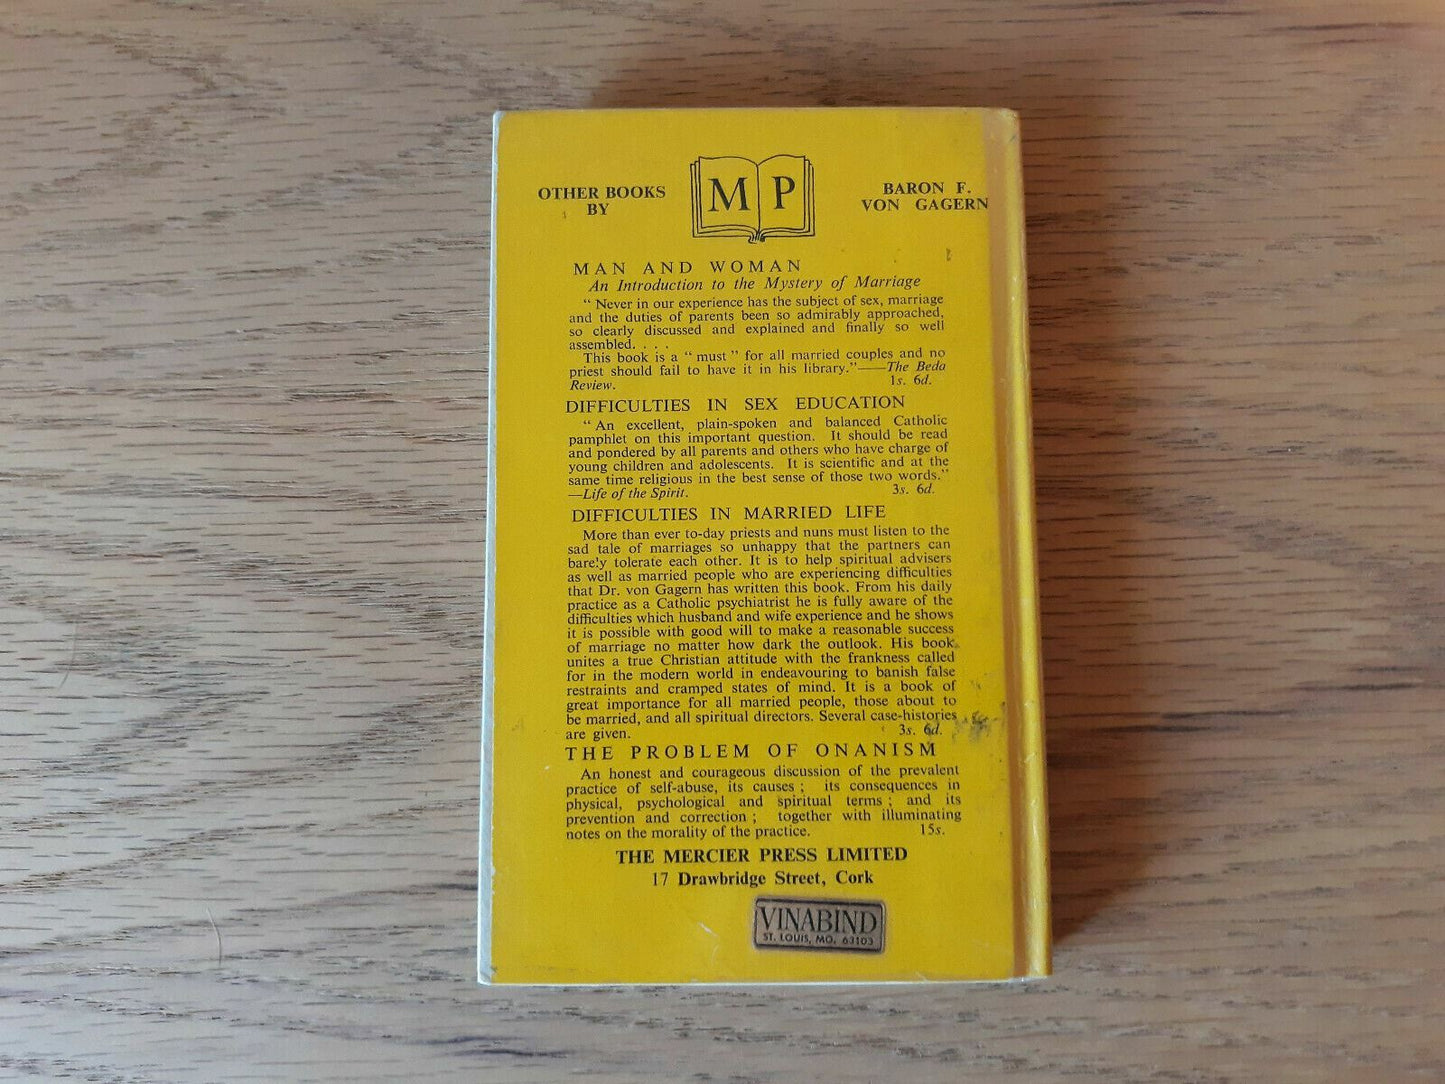 OTHER BOOKS
BY
M P
BARON F.
VON GAGERN
MAN AND WOMAN
An Introduction to the Mystery of Marriage
“ Never in our experience has the subject of sex, marriage
and the duties of parents been so admirably approached,
so clearly discussed and explained and finally so well
assembled. . . .
This book is a “ must ” for all married couples and no
priest should fail to have it in his library.”——The Beda
Review. 1s. 6d.
DIFFICULTIES IN SEX EDUCATION
“ An excellent, plain-spoken and balanced Catholic
pamphlet on this important question. It should be read
and pondered by all parents and others who have charge of
young children and adolescents. It is scientific and at the
same time religious in the best sense of those two words.”
—Life of the Spirit. 3s. 6d.
DIFFICULTIES IN MARRIED LIFE
More than ever to-day priests and nuns must listen to the
sad tale of marriages so unhappy that the partners can
barely tolerate each other. It is to help spiritual advisers
as well as married people who are experiencing difficulties
that Dr. von Gagern has written this book. From his daily
practice as a Catholic psychiatrist he is fully aware of the
difficulties which husband and wife experience and he shows
it is possible with good will to make a reasonable success
of marriage no matter how dark the outlook. His book
unites a true Christian attitude with the frankness called
for in the modern world in endeavouring to banish false
restraints and cramped states of mind. It is a book of
great importance for all married people, those about to
be married, and all spiritual directors. Several case-histories
are given. 3s. 6d.
THE PROBLEM OF ONANISM
An honest and courageous discussion of the prevalent
practice of self-abuse, its causes ; its consequences in
physical, psychological and spiritual terms ; and its
prevention and correction ; together with illuminating
notes on the morality of the practice. 15s.
THE MERCIER PRESS LIMITED
17 Drawbridge Street, Cork
VINABIND
ST. LOUIS, MO. 63103